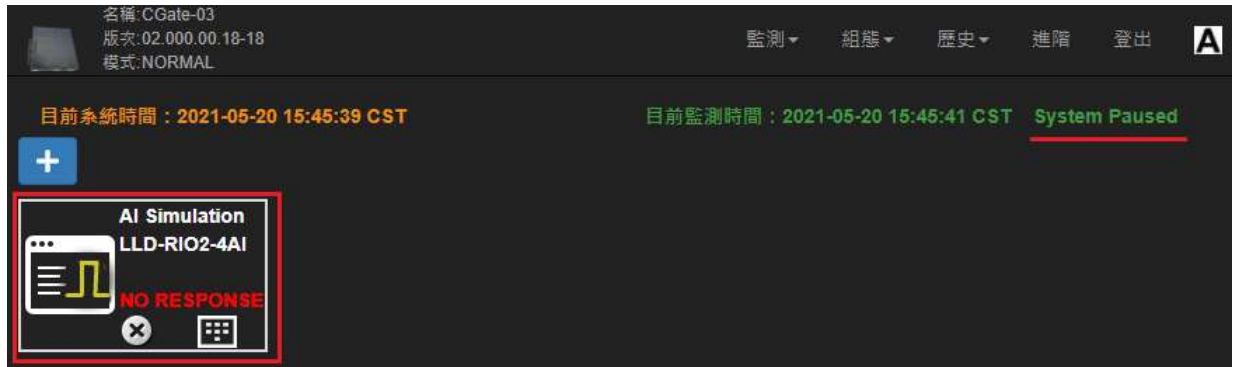 名稱:CGate-03
版次:02.000.00.18-18
模式:NORMAL
監測 組態 歷史 進階 登出 A
目前系統時間：2021-05-20 15:45:39 CST
目前監測時間：2021-05-20 15:45:41 CST System Paused
+
AI Simulation
LLD-RIO2-4AI
NO RESPONSE